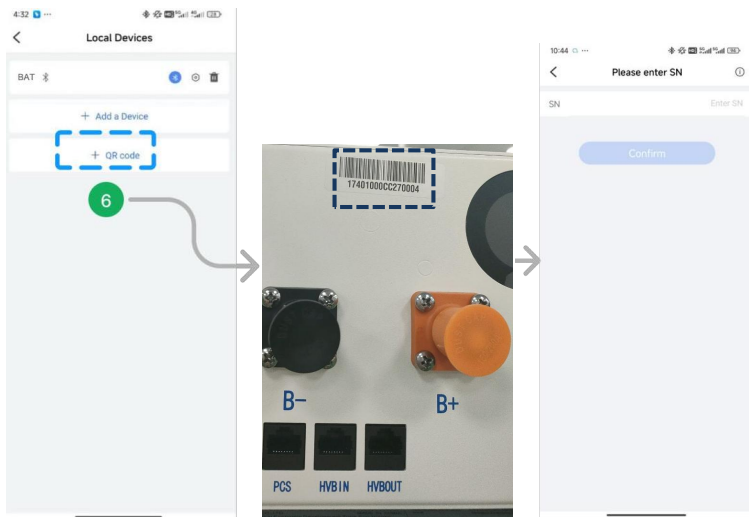 4:32
Local Devices
BAT
+ Add a Device
+ QR code
6
17401000CC270004
B-
B+
PCS
HVBIN
HVBOUT
10:44
Please enter SN
SN
Enter SN
Confirm